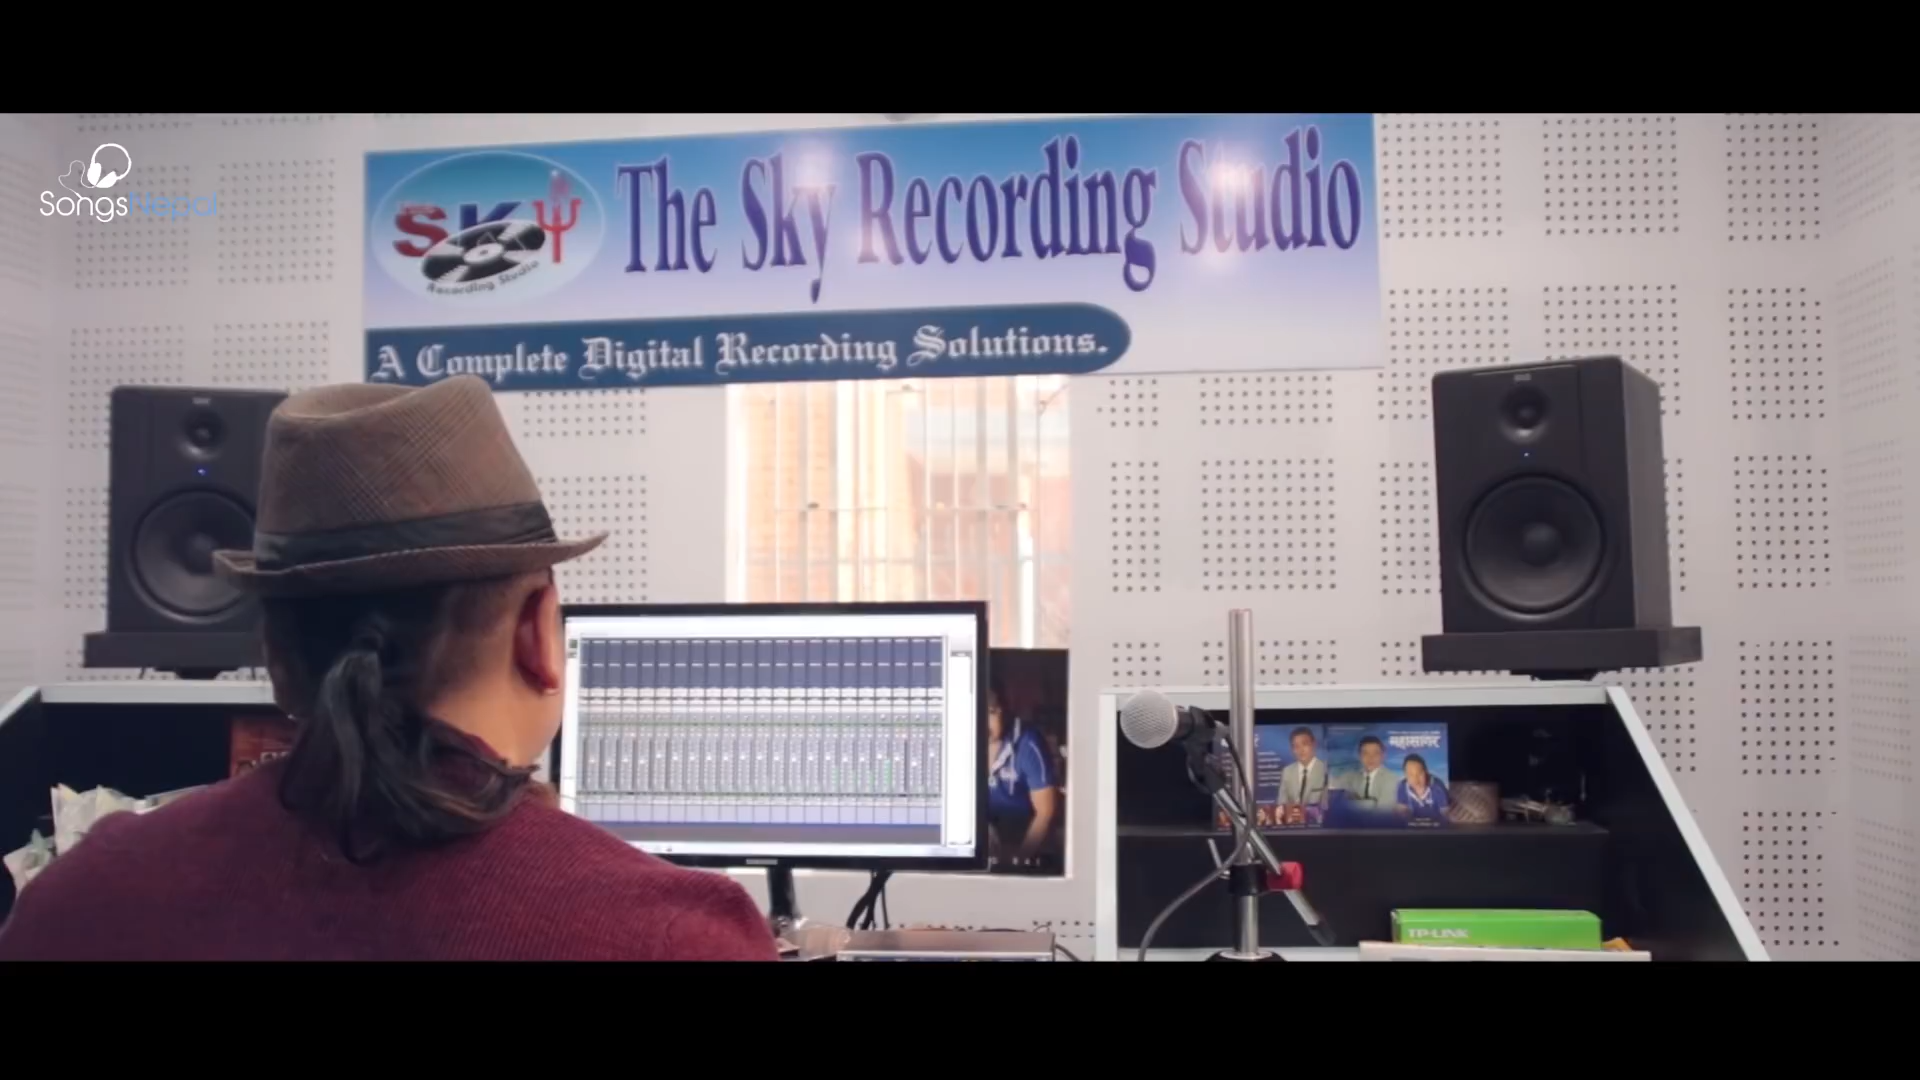 SongsNepal
SKY
Recording Studio
The Sky Recording Studio
A Complete Digital Recording Solutions.
महासागर
TP-LINK